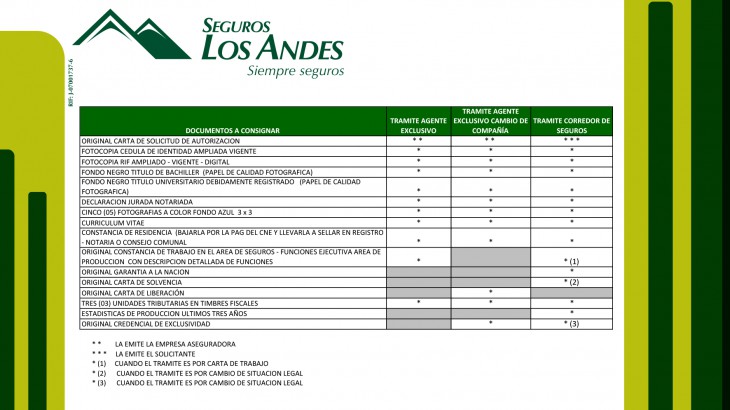 SEGUROS
LOS ANDES
Siempre seguros
RIF: J-07001737-6
DOCUMENTOS A CONSIGNAR
TRAMITE AGENTE
EXCLUSIVO
TRAMITE AGENTE
EXCLUSIVO CAMBIO DE
COMPAÑÍA
TRAMITE CORREDOR DE
SEGUROS
ORIGINAL CARTA DE SOLICITUD DE AUTORIZACION * * * * * * *
FOTOCOPIA CEDULA DE IDENTIDAD AMPLIADA VIGENTE * * *
FOTOCOPIA RIF AMPLIADO - VIGENTE - DIGITAL * * *
FONDO NEGRO TITULO DE BACHILLER (PAPEL DE CALIDAD FOTOGRAFICA) * * *
FONDO NEGRO TITULO UNIVERSITARIO DEBIDAMENTE REGISTRADO (PAPEL DE CALIDAD
FOTOGRAFICA) * * *
DECLARACION JURADA NOTARIADA * * *
CINCO (05) FOTOGRAFIAS A COLOR FONDO AZUL 3 x 3 * * *
CURRICULUM VITAE * * *
CONSTANCIA DE RESIDENCIA (BAJARLA POR LA PAG DEL CNE Y LLEVARLA A SELLAR EN REGISTRO
- NOTARIA O CONSEJO COMUNAL * * *
ORIGINAL CONSTANCIA DE TRABAJO EN EL AREA DE SEGUROS - FUNCIONES EJECUTIVA AREA DE
PRODUCCION CON DESCRIPCION DETALLADA DE FUNCIONES * * (1)
ORIGINAL GARANTIA A LA NACION *
ORIGINAL CARTA DE SOLVENCIA * (2)
ORIGINAL CARTA DE LIBERACIÓN *
TRES (03) UNIDADES TRIBUTARIAS EN TIMBRES FISCALES * * *
ESTADISTICAS DE PRODUCCION ULTIMOS TRES AÑOS *
ORIGINAL CREDENCIAL DE EXCLUSIVIDAD * * (3)
* * LA EMITE LA EMPRESA ASEGURADORA
* * * LA EMITE EL SOLICITANTE
* (1) CUANDO EL TRAMITE ES POR CARTA DE TRABAJO
* (2) CUANDO EL TRAMITE ES POR CAMBIO DE SITUACION LEGAL
* (3) CUANDO EL TRAMITE ES POR CAMBIO DE SITUACION LEGAL